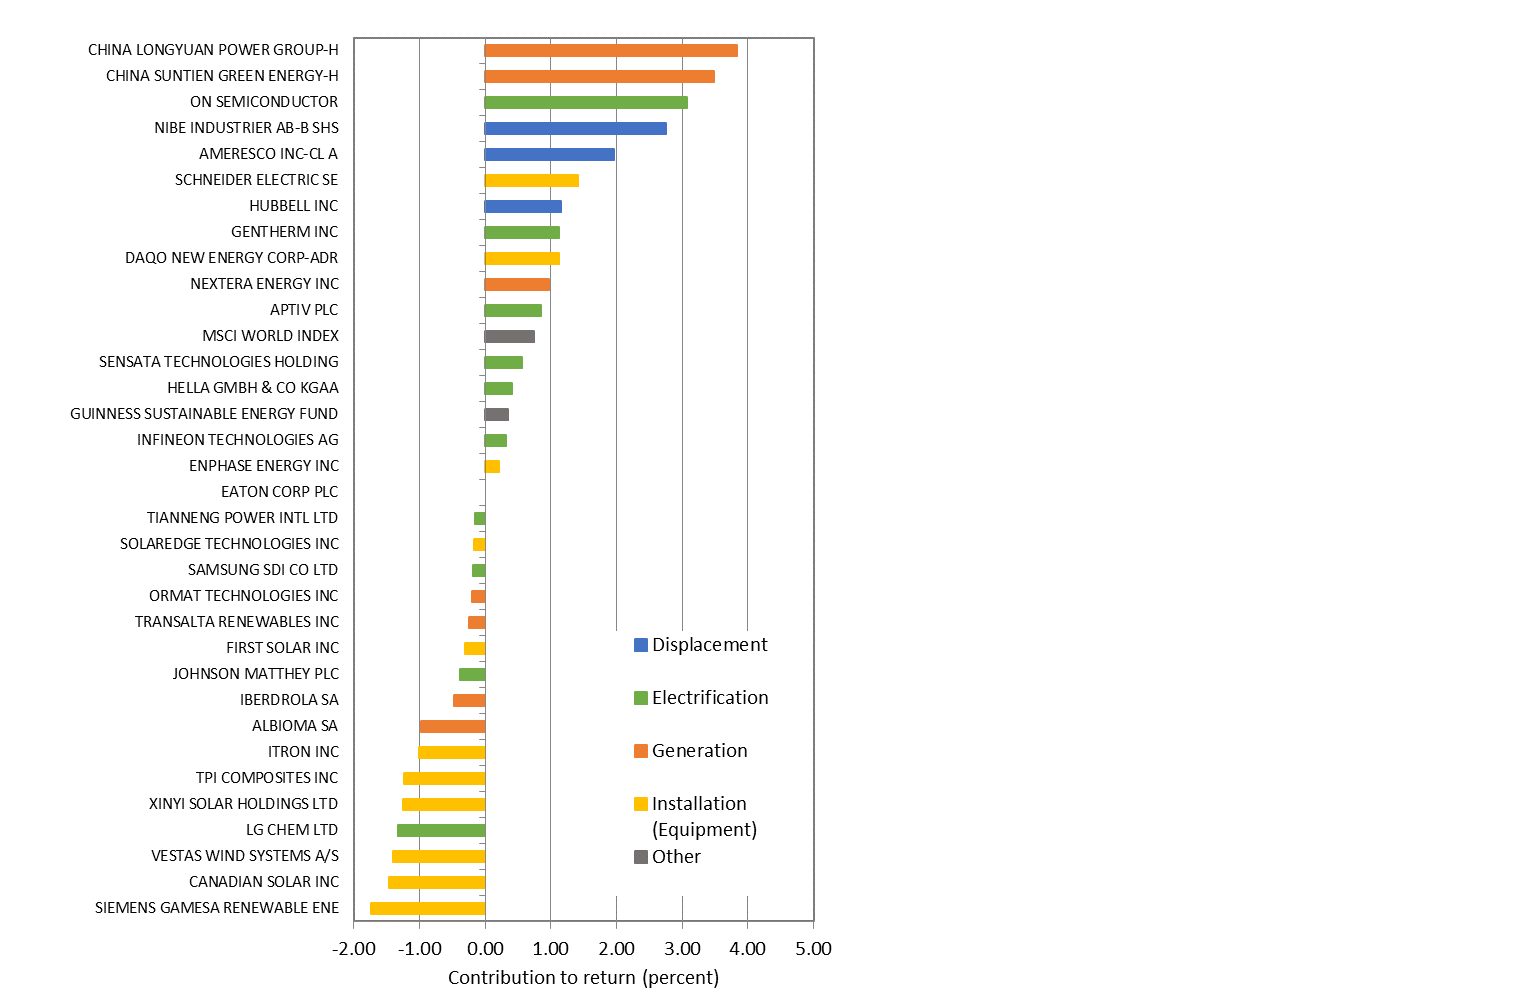 CHINA LONGYUAN POWER GROUP-H
CHINA SUNTIEN GREEN ENERGY-H
ON SEMICONDUCTOR
NIBE INDUSTRIER AB-B SHS
AMERESCO INC-CL A
SCHNEIDER ELECTRIC SE
HUBBELL INC
GENTHERM INC
DAQO NEW ENERGY CORP-ADR
NEXTERA ENERGY INC
APTIV PLC
MSCI WORLD INDEX
SENSATA TECHNOLOGIES HOLDING
HELLA GMBH & CO KGAA
GUINNESS SUSTAINABLE ENERGY FUND
INFINEON TECHNOLOGIES AG
ENPHASE ENERGY INC
EATON CORP PLC
TIANNENG POWER INTL LTD
SOLAREDGE TECHNOLOGIES INC
SAMSUNG SDI CO LTD
ORMAT TECHNOLOGIES INC
TRANSALTA RENEWABLES INC
FIRST SOLAR INC
JOHNSON MATTHEY PLC
IBERDROLA SA
ALBIOMA SA
ITRON INC
TPI COMPOSITES INC
XINYI SOLAR HOLDINGS LTD
LG CHEM LTD
VESTAS WIND SYSTEMS A/S
CANADIAN SOLAR INC
SIEMENS GAMESA RENEWABLE ENE
Displacement
Electrification
Generation
Installation
(Equipment)
Other
-2.00 -1.00 0.00 1.00 2.00 3.00 4.00 5.00
Contribution to return (percent)